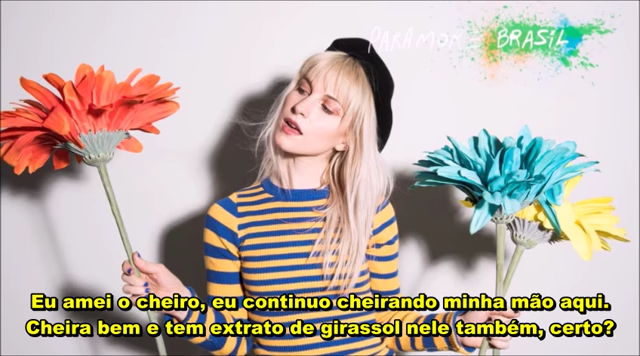 PARAMORE BRASIL
Eu amei o cheiro, eu continuo cheirando minha mão aqui.
Cheira bem e tem extrato de girassol nele também, certo?